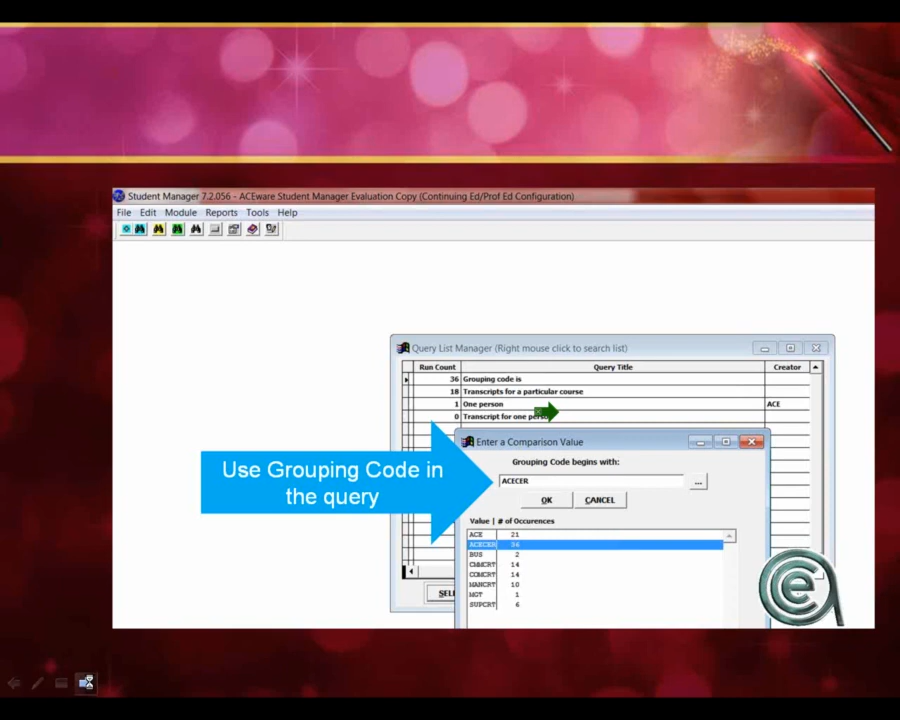 Student Manager 7.2.056 - ACEware Student Manager Evaluation Copy (Continuing Ed/Prof Ed Configuration)
File Edit Module Reports Tools Help
Query List Manager (Right mouse click to search list)
Run Count Query Title Creator
36 Grouping code is
18 Transcripts for a particular course
1 One person ACE
0 Transcript for one person
Enter a Comparison Value
Grouping Code begins with:
ACECER ...
OK CANCEL
Value | # of Occurences
ACE 21
ACECER 36
BUS 2
CMMCRT 14
COMCRT 14
MANCRT 10
MGT 1
SUPCRT 6
Use Grouping Code in
the query